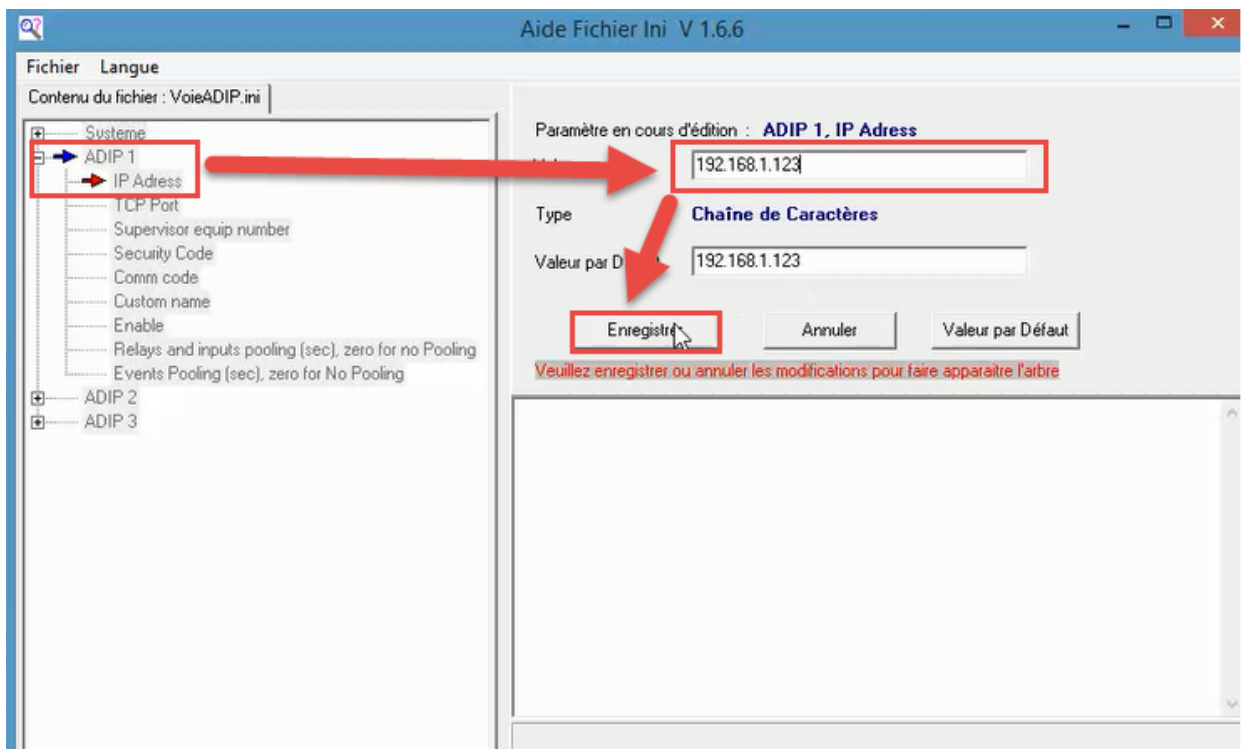 Aide Fichier Ini V 1.6.6
Fichier Langue
Contenu du fichier : VoieADIP.ini
Systeme
ADIP 1
IP Adress
TCP Port
Supervisor equip number
Security Code
Comm code
Custom name
Enable
Relays and inputs pooling (sec), zero for no Pooling
Events Pooling (sec), zero for No Pooling
ADIP 2
ADIP 3
Paramètre en cours d'édition : ADIP 1, IP Adress
192.168.1.123
Type Chaîne de Caractères
Valeur par 192.168.1.123
Enregistrer Annuler Valeur par Défaut
Veuillez enregistrer ou annuler les modifications pour faire apparaitre l'arbre